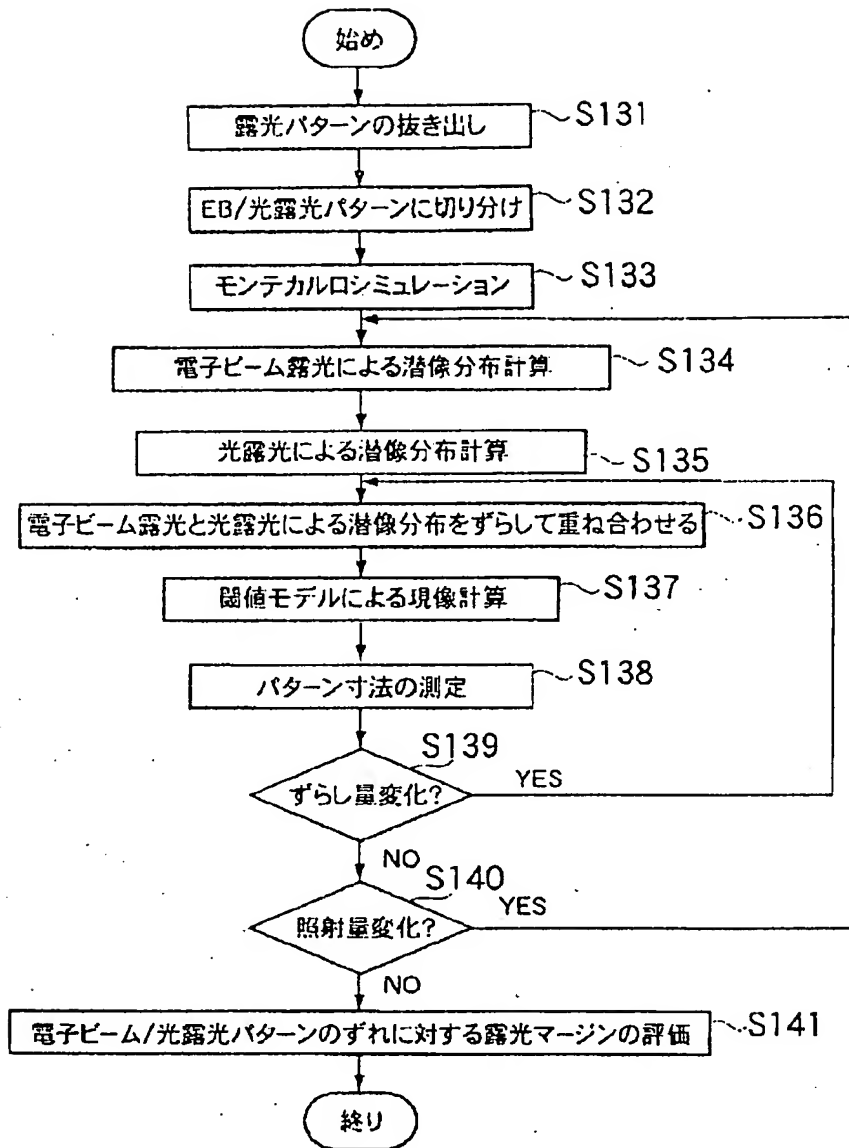 始め
露光パターンの抜き出し
S131
EB/光露光パターンに切り分け
S132
モンテカルロシミュレーション
S133
電子ビーム露光による潜像分布計算
S134
光露光による潜像分布計算
S135
電子ビーム露光と光露光による潜像分布をずらして重ね合わせる
S136
閾値モデルによる現像計算
S137
パターン寸法の測定
S138
S139
ずらし量変化?
YES
NO
S140
照射量変化?
YES
NO
電子ビーム/光露光パターンのずれに対する露光マージンの評価
S141
終り